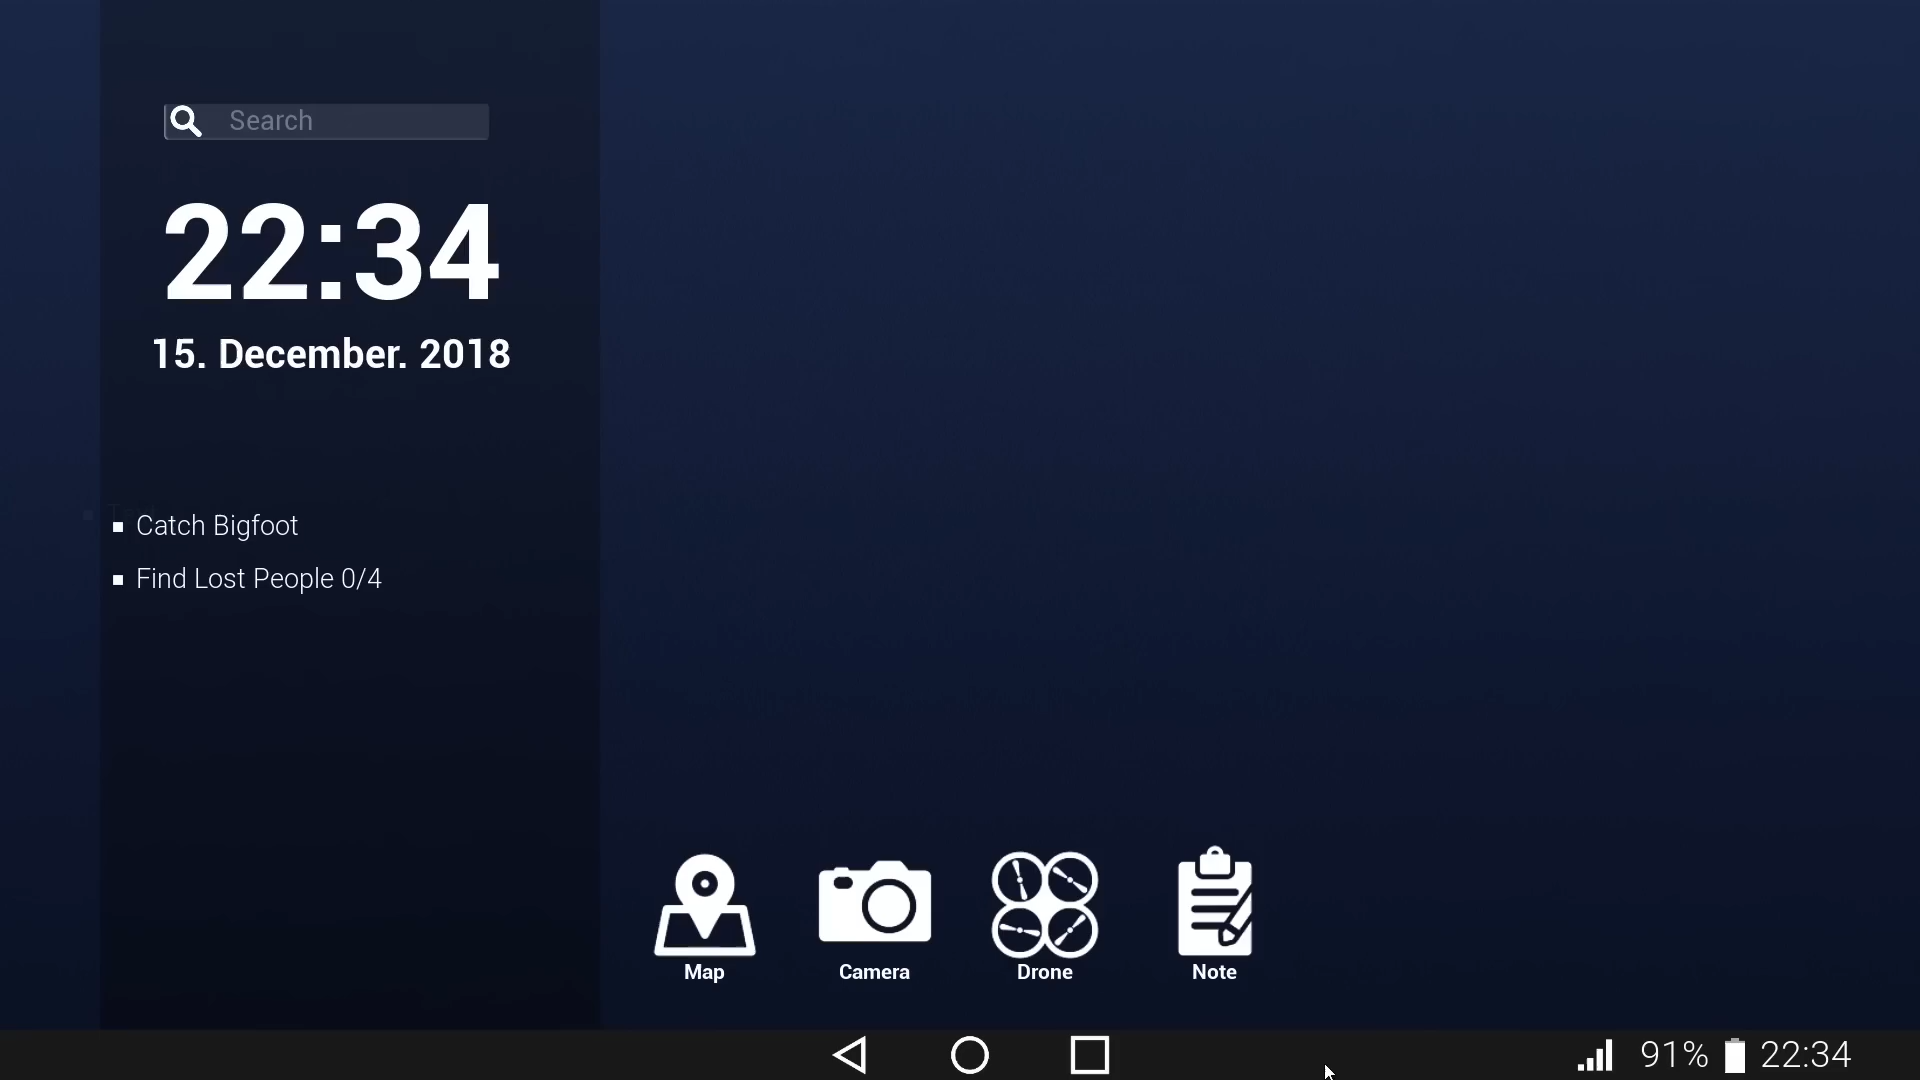 Search
22:34
15. December. 2018
Catch Bigfoot
Find Lost People 0/4
Map
Camera
Drone
Note
91%
22:34